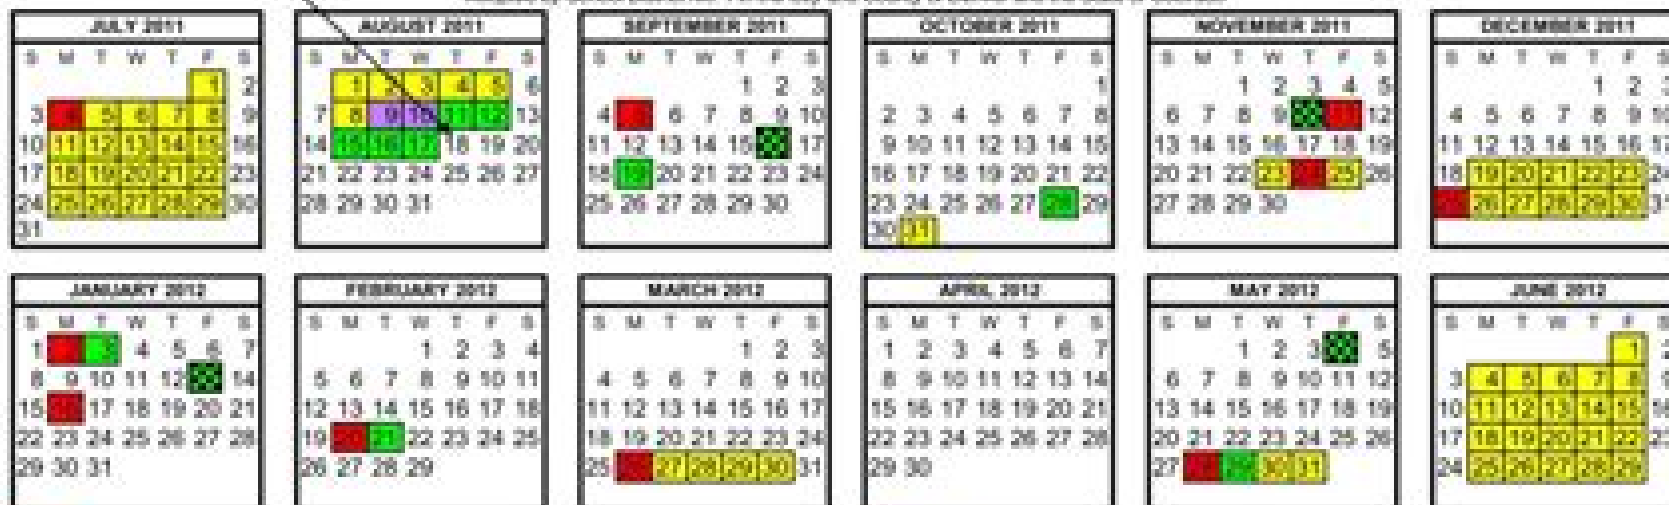 JULY 2011 AUGUST 2011 SEPTEMBER 2011 OCTOBER 2011 NOVEMBER 2011 DECEMBER 2011
S M T W T F S S M T W T F S S M T W T F S S M T W T F S S M T W T F S S M T W T F S
1 2 1 2 3 4 5 6 1 2 3 1 1 2 3 4 5 1 2 3
3 4 5 6 7 8 9 7 8 9 10 11 12 13 4 6 7 8 9 10 2 3 4 5 6 7 8 6 7 8 9 11 12 4 5 6 7 8 9 10
10 11 12 13 14 15 16 14 15 16 17 18 19 20 11 12 13 14 15 17 9 10 11 12 13 14 15 13 14 15 16 17 18 19 11 12 13 14 15 16 17
17 18 19 20 21 22 23 21 22 23 24 25 26 27 18 19 20 21 22 23 24 16 17 18 19 20 21 22 20 21 22 23 25 26 18 19 20 21 22 23 24
24 25 26 27 28 29 30 28 29 30 31 25 26 27 28 29 30 23 24 25 26 27 28 29 27 28 29 30 26 27 28 29 30 31
31 30 31
JANUARY 2012 FEBRUARY 2012 MARCH 2012 APRIL 2012 MAY 2012 JUNE 2012
S M T W T F S S M T W T F S S M T W T F S S M T W T F S S M T W T F S S M T W T F S
1 3 4 5 6 7 1 2 3 4 1 2 3 1 2 3 4 5 6 7 1 2 3 5 1 2
8 9 10 11 12 14 5 6 7 8 9 10 11 4 5 6 7 8 9 10 8 9 10 11 12 13 14 6 7 8 9 10 11 12 3 4 5 6 7 8 9
15 16 17 18 19 20 21 12 13 14 15 16 17 18 11 12 13 14 15 16 17 15 16 17 18 19 20 21 13 14 15 16 17 18 19 10 11 12 13 14 15 16
22 23 24 25 26 27 28 19 20 21 22 23 24 25 18 19 20 21 22 23 24 22 23 24 25 26 27 28 20 21 22 23 24 25 26 17 18 19 20 21 22 23
29 30 31 26 27 28 29 25 27 28 29 30 31 29 30 27 28 29 30 31 24 25 26 27 28 29